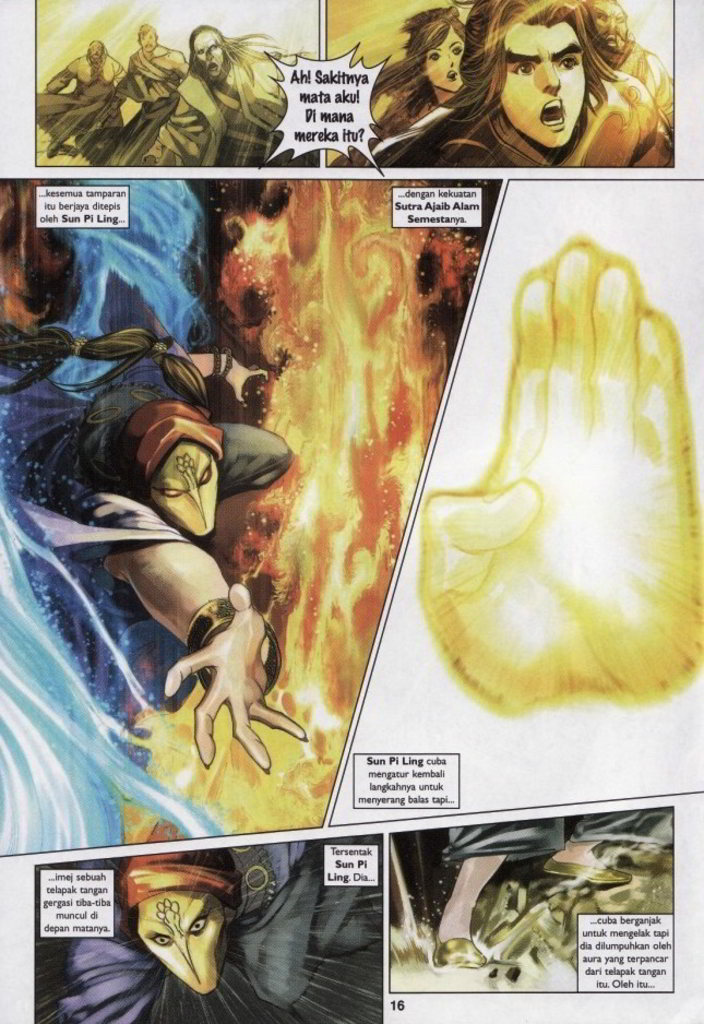 Ah! Sakitnya
mata aku!
Di mana
mereka itu?
...kesemua tamparan
itu berjaya ditepis
oleh Sun Pi Ling...
...dengan kekuatan
Sutra Ajaib Alam
Semestanya.
Sun Pi Ling cuba
mengatur kembali
langkahnya untuk
menyerang balas tapi...
...imej sebuah
telapak tangan
gergasi tiba-tiba
muncul di
depan matanya.
Tersentak
Sun Pi
Ling. Dia...
...cuba berganjak
untuk mengelak tapi
dia dilumpuhkan oleh
aura yang terpancar
dari telapak tangan
itu. Oleh itu...
16